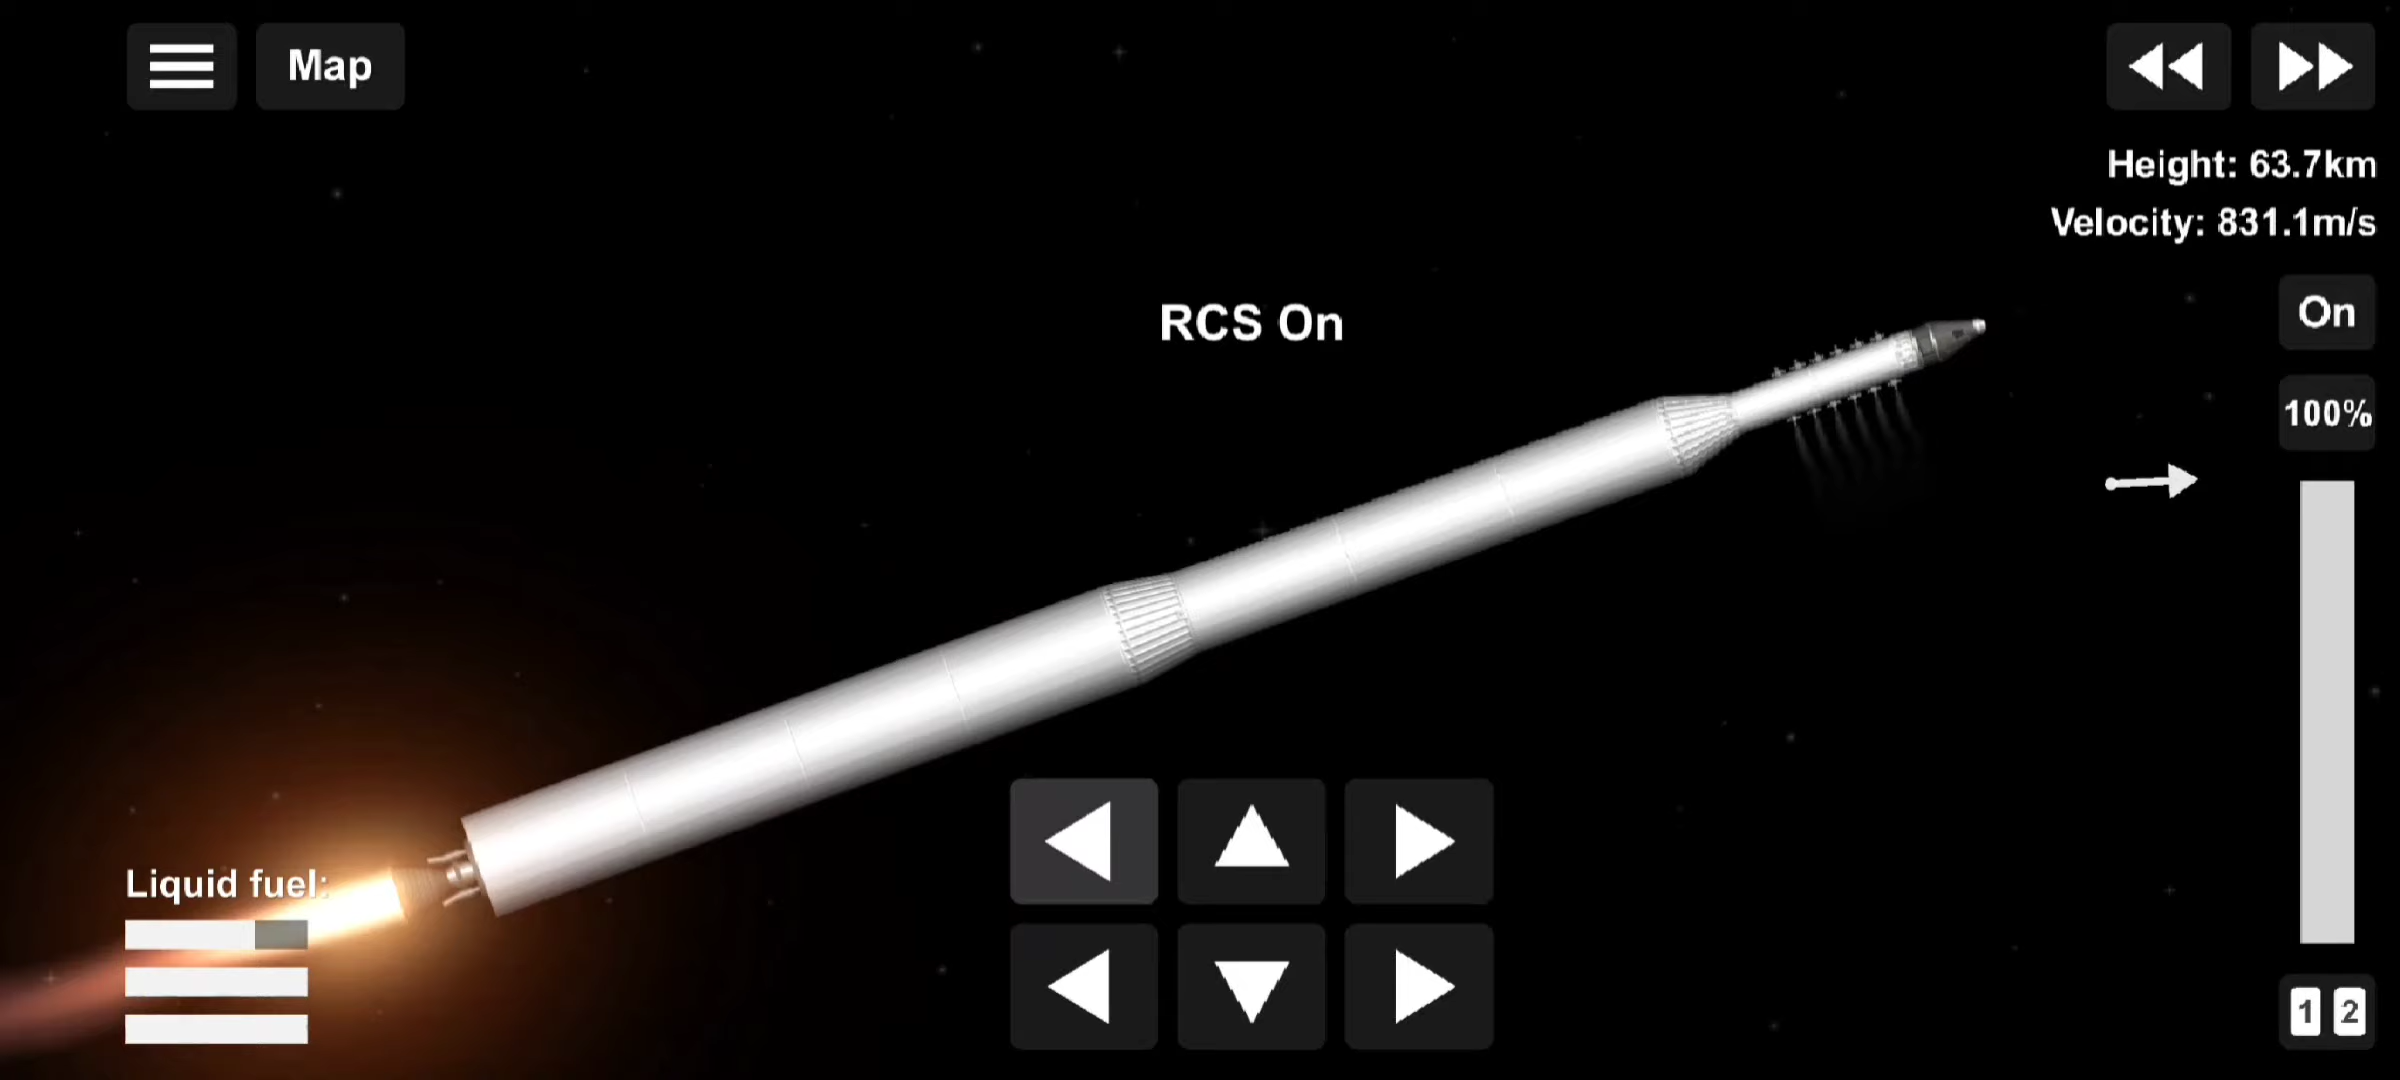 Map
Height: 63.7km
Velocity: 831.1m/s
RCS On
On
100%
Liquid fuel:
1 2